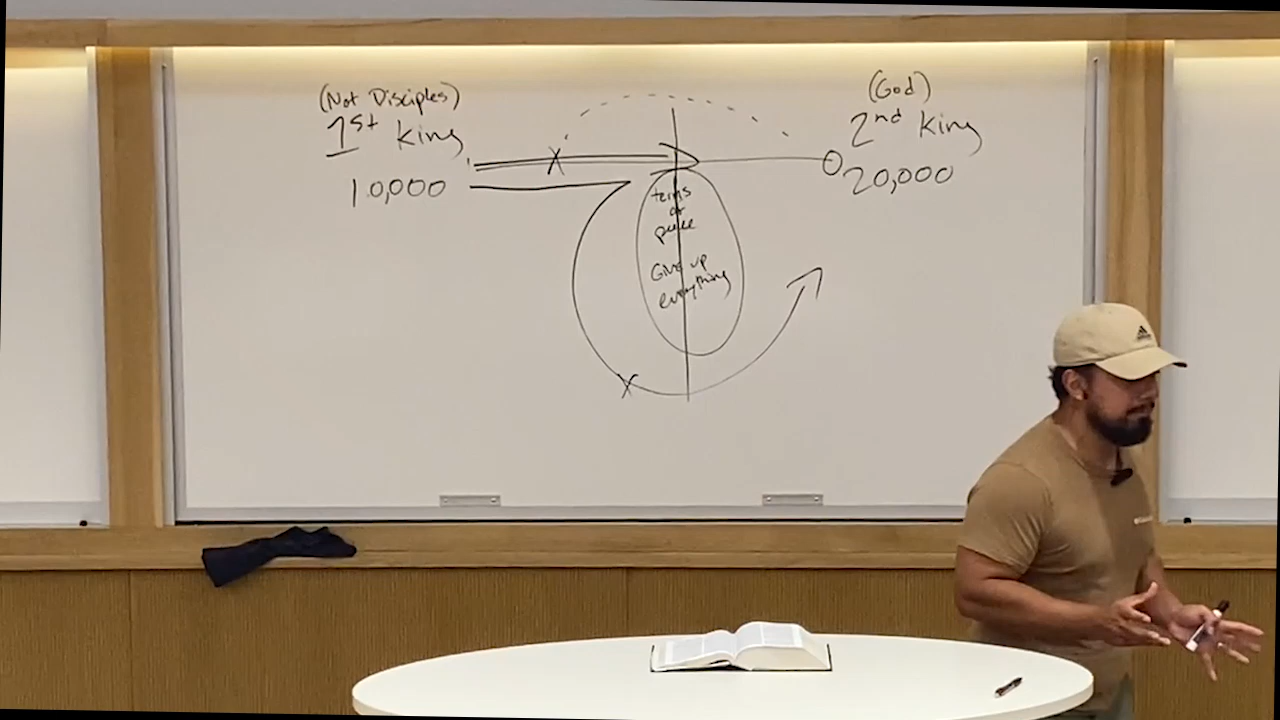 (Not Disciples)
1st king
10,000
(God)
2nd king
20,000
terms
of
peace
Give up
everything